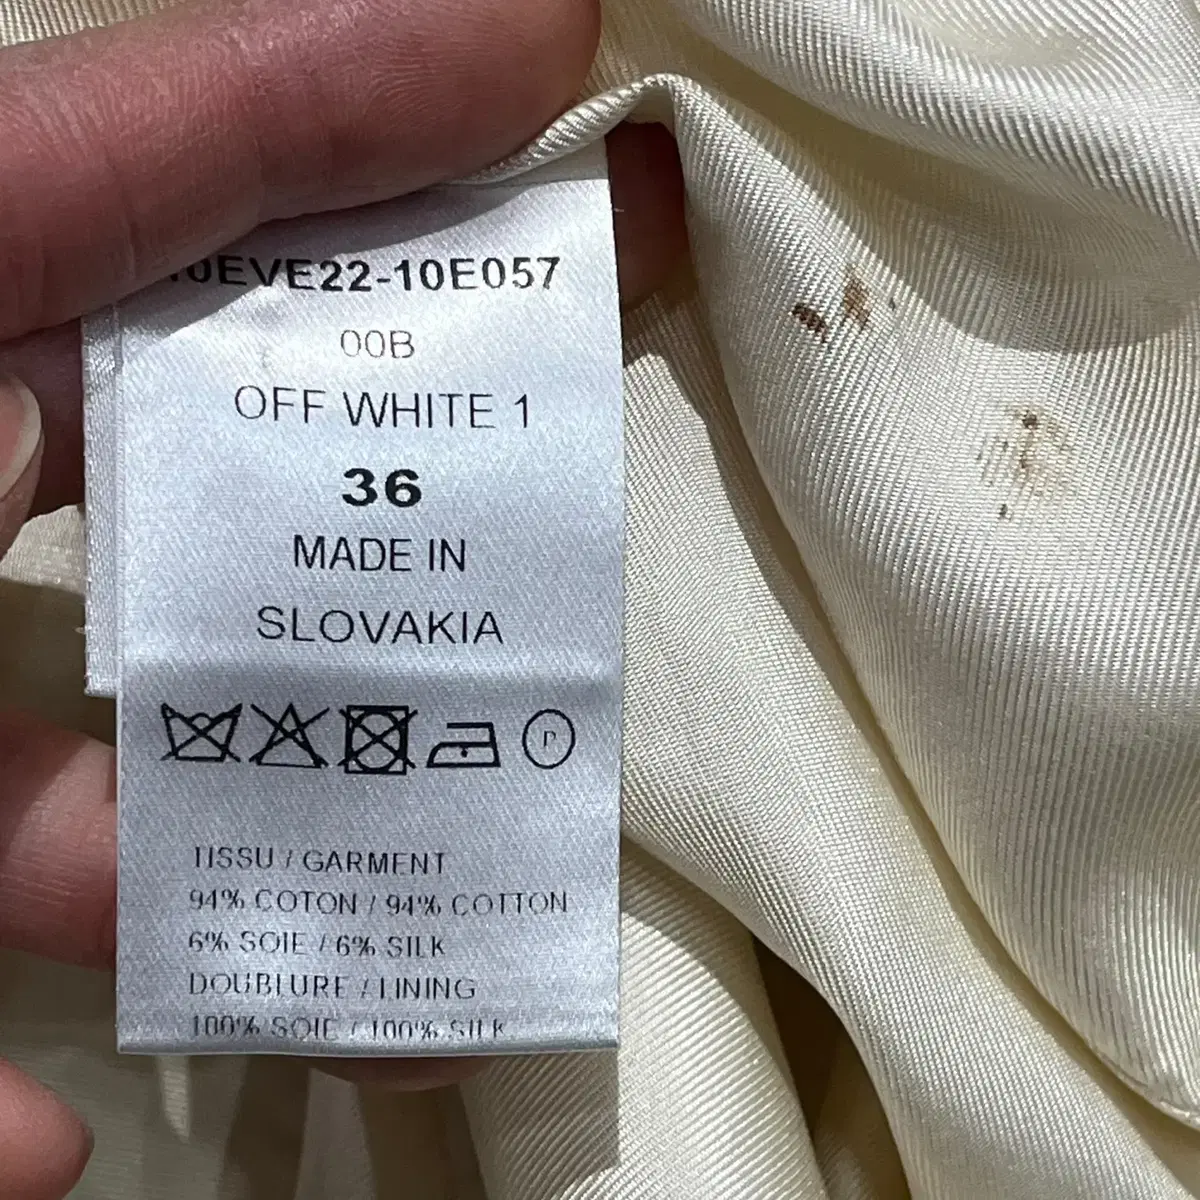 10EVE22-10E057
00B
OFF WHITE 1
36
MADE IN
SLOVAKIA
P
TISSU / GARMENT
94% COTON / 94% COTTON
6% SOIE / 6% SILK
DOUBLURE / LINING
100% SOIE / 100% SILK